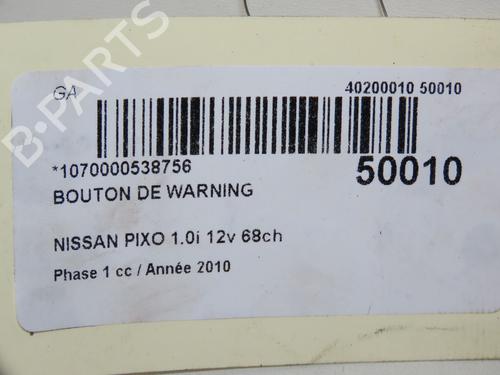 GA
40200010 50010
*1070000538756
50010
BOUTON DE WARNING
NISSAN PIXO 1.0i 12v 68ch
Phase 1 cc / Année 2010
B-PARTS